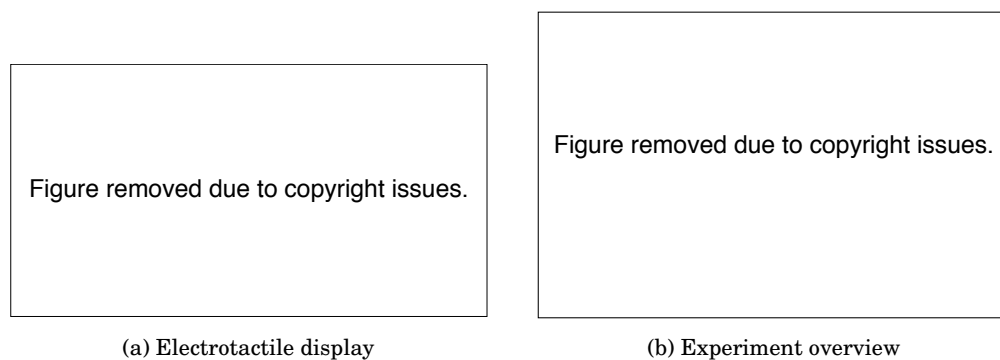 Figure removed due to copyright issues.
Figure removed due to copyright issues.
(a) Electrotactile display
(b) Experiment overview